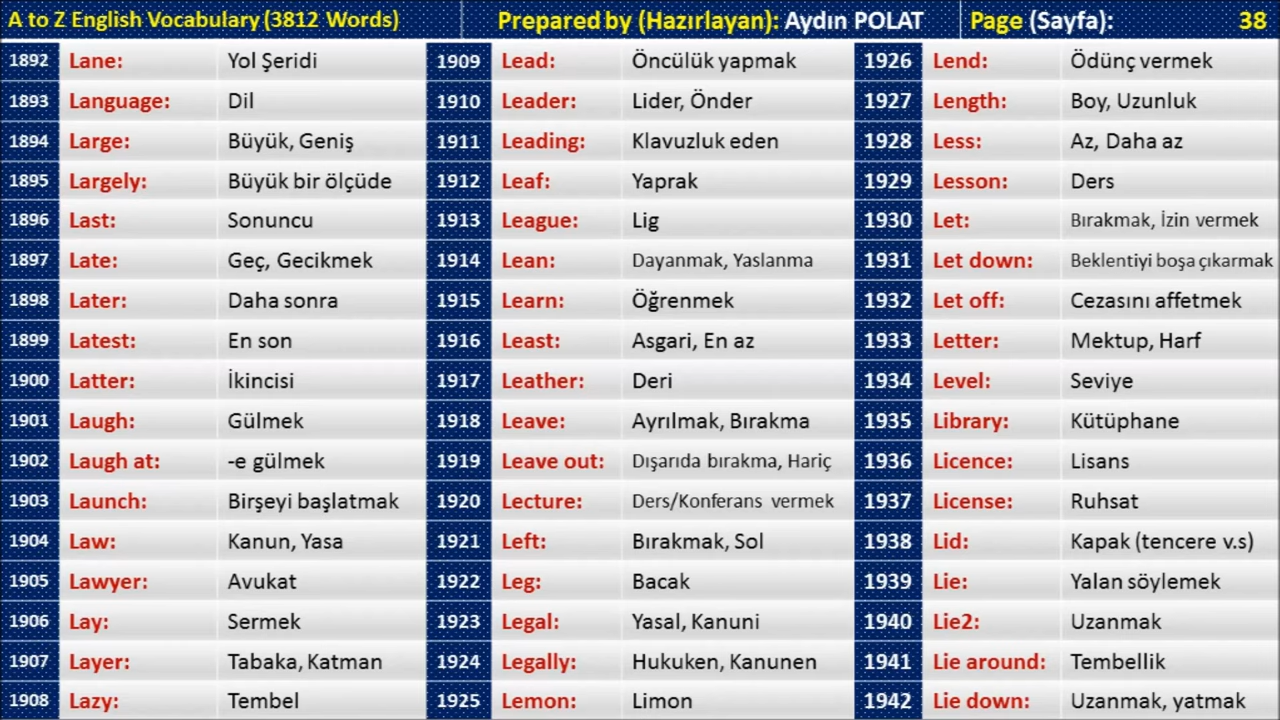 A to Z English Vocabulary (3812 Words) Prepared by (Hazırlayan): Aydın POLAT Page (Sayfa): 38
1892 Lane: Yol Şeridi 1909 Lead: Öncülük yapmak 1926 Lend: Ödünç vermek
1893 Language: Dil 1910 Leader: Lider, Önder 1927 Length: Boy, Uzunluk
1894 Large: Büyük, Geniş 1911 Leading: Klavuzluk eden 1928 Less: Az, Daha az
1895 Largely: Büyük bir ölçüde 1912 Leaf: Yaprak 1929 Lesson: Ders
1896 Last: Sonuncu 1913 League: Lig 1930 Let: Bırakmak, İzin vermek
1897 Late: Geç, Gecikmek 1914 Lean: Dayanmak, Yaslanma 1931 Let down: Beklentiyi boşa çıkarmak
1898 Later: Daha sonra 1915 Learn: Öğrenmek 1932 Let off: Cezasını affetmek
1899 Latest: En son 1916 Least: Asgari, En az 1933 Letter: Mektup, Harf
1900 Latter: İkincisi 1917 Leather: Deri 1934 Level: Seviye
1901 Laugh: Gülmek 1918 Leave: Ayrılmak, Bırakma 1935 Library: Kütüphane
1902 Laugh at: -e gülmek 1919 Leave out: Dışarıda bırakma, Hariç 1936 Licence: Lisans
1903 Launch: Birşeyi başlatmak 1920 Lecture: Ders/Konferans vermek 1937 License: Ruhsat
1904 Law: Kanun, Yasa 1921 Left: Bırakmak, Sol 1938 Lid: Kapak (tencere v.s)
1905 Lawyer: Avukat 1922 Leg: Bacak 1939 Lie: Yalan söylemek
1906 Lay: Sermek 1923 Legal: Yasal, Kanuni 1940 Lie2: Uzanmak
1907 Layer: Tabaka, Katman 1924 Legally: Hukuken, Kanunen 1941 Lie around: Tembellik
1908 Lazy: Tembel 1925 Lemon: Limon 1942 Lie down: Uzanmak, yatmak